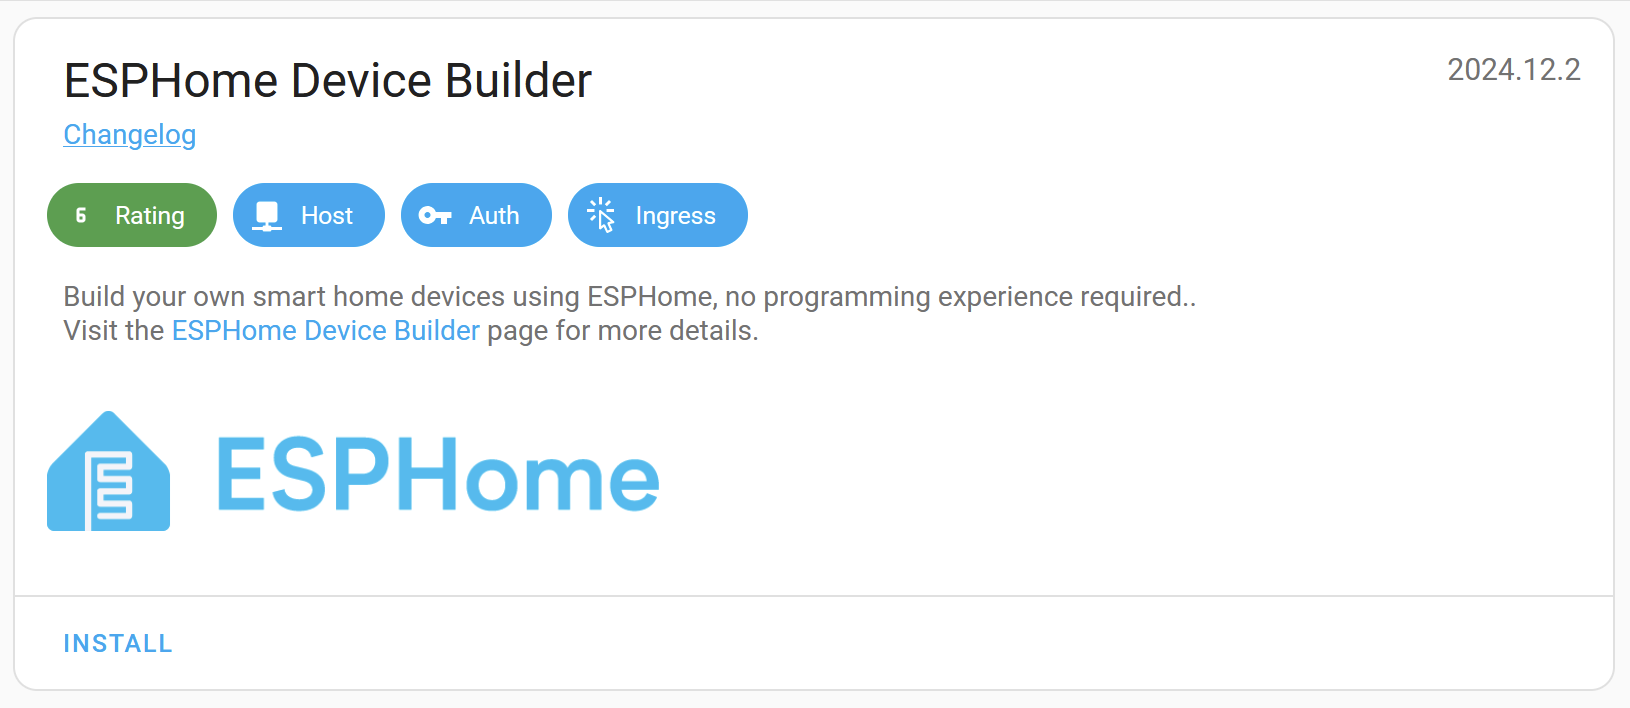 ESPHome Device Builder
2024.12.2
Changelog
6 Rating
Host
Auth
Ingress
Build your own smart home devices using ESPHome, no programming experience required..
Visit the ESPHome Device Builder page for more details.
ESPHome
INSTALL